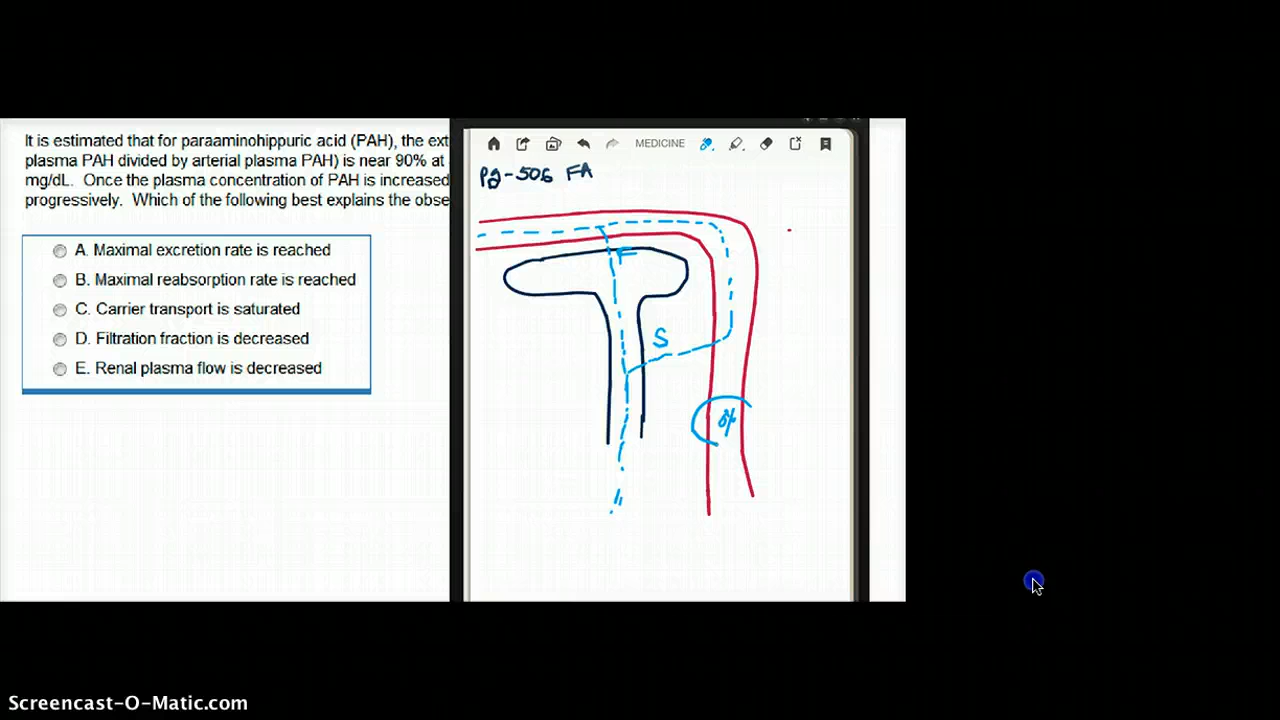 It is estimated that for paraaminohippuric acid (PAH), the ext
plasma PAH divided by arterial plasma PAH) is near 90% at
mg/dL. Once the plasma concentration of PAH is increased
progressively. Which of the following best explains the obse
A. Maximal excretion rate is reached
B. Maximal reabsorption rate is reached
C. Carrier transport is saturated
D. Filtration fraction is decreased
E. Renal plasma flow is decreased
MEDICINE
Pg-506 FA
F
S
Screencast-O-Matic.com